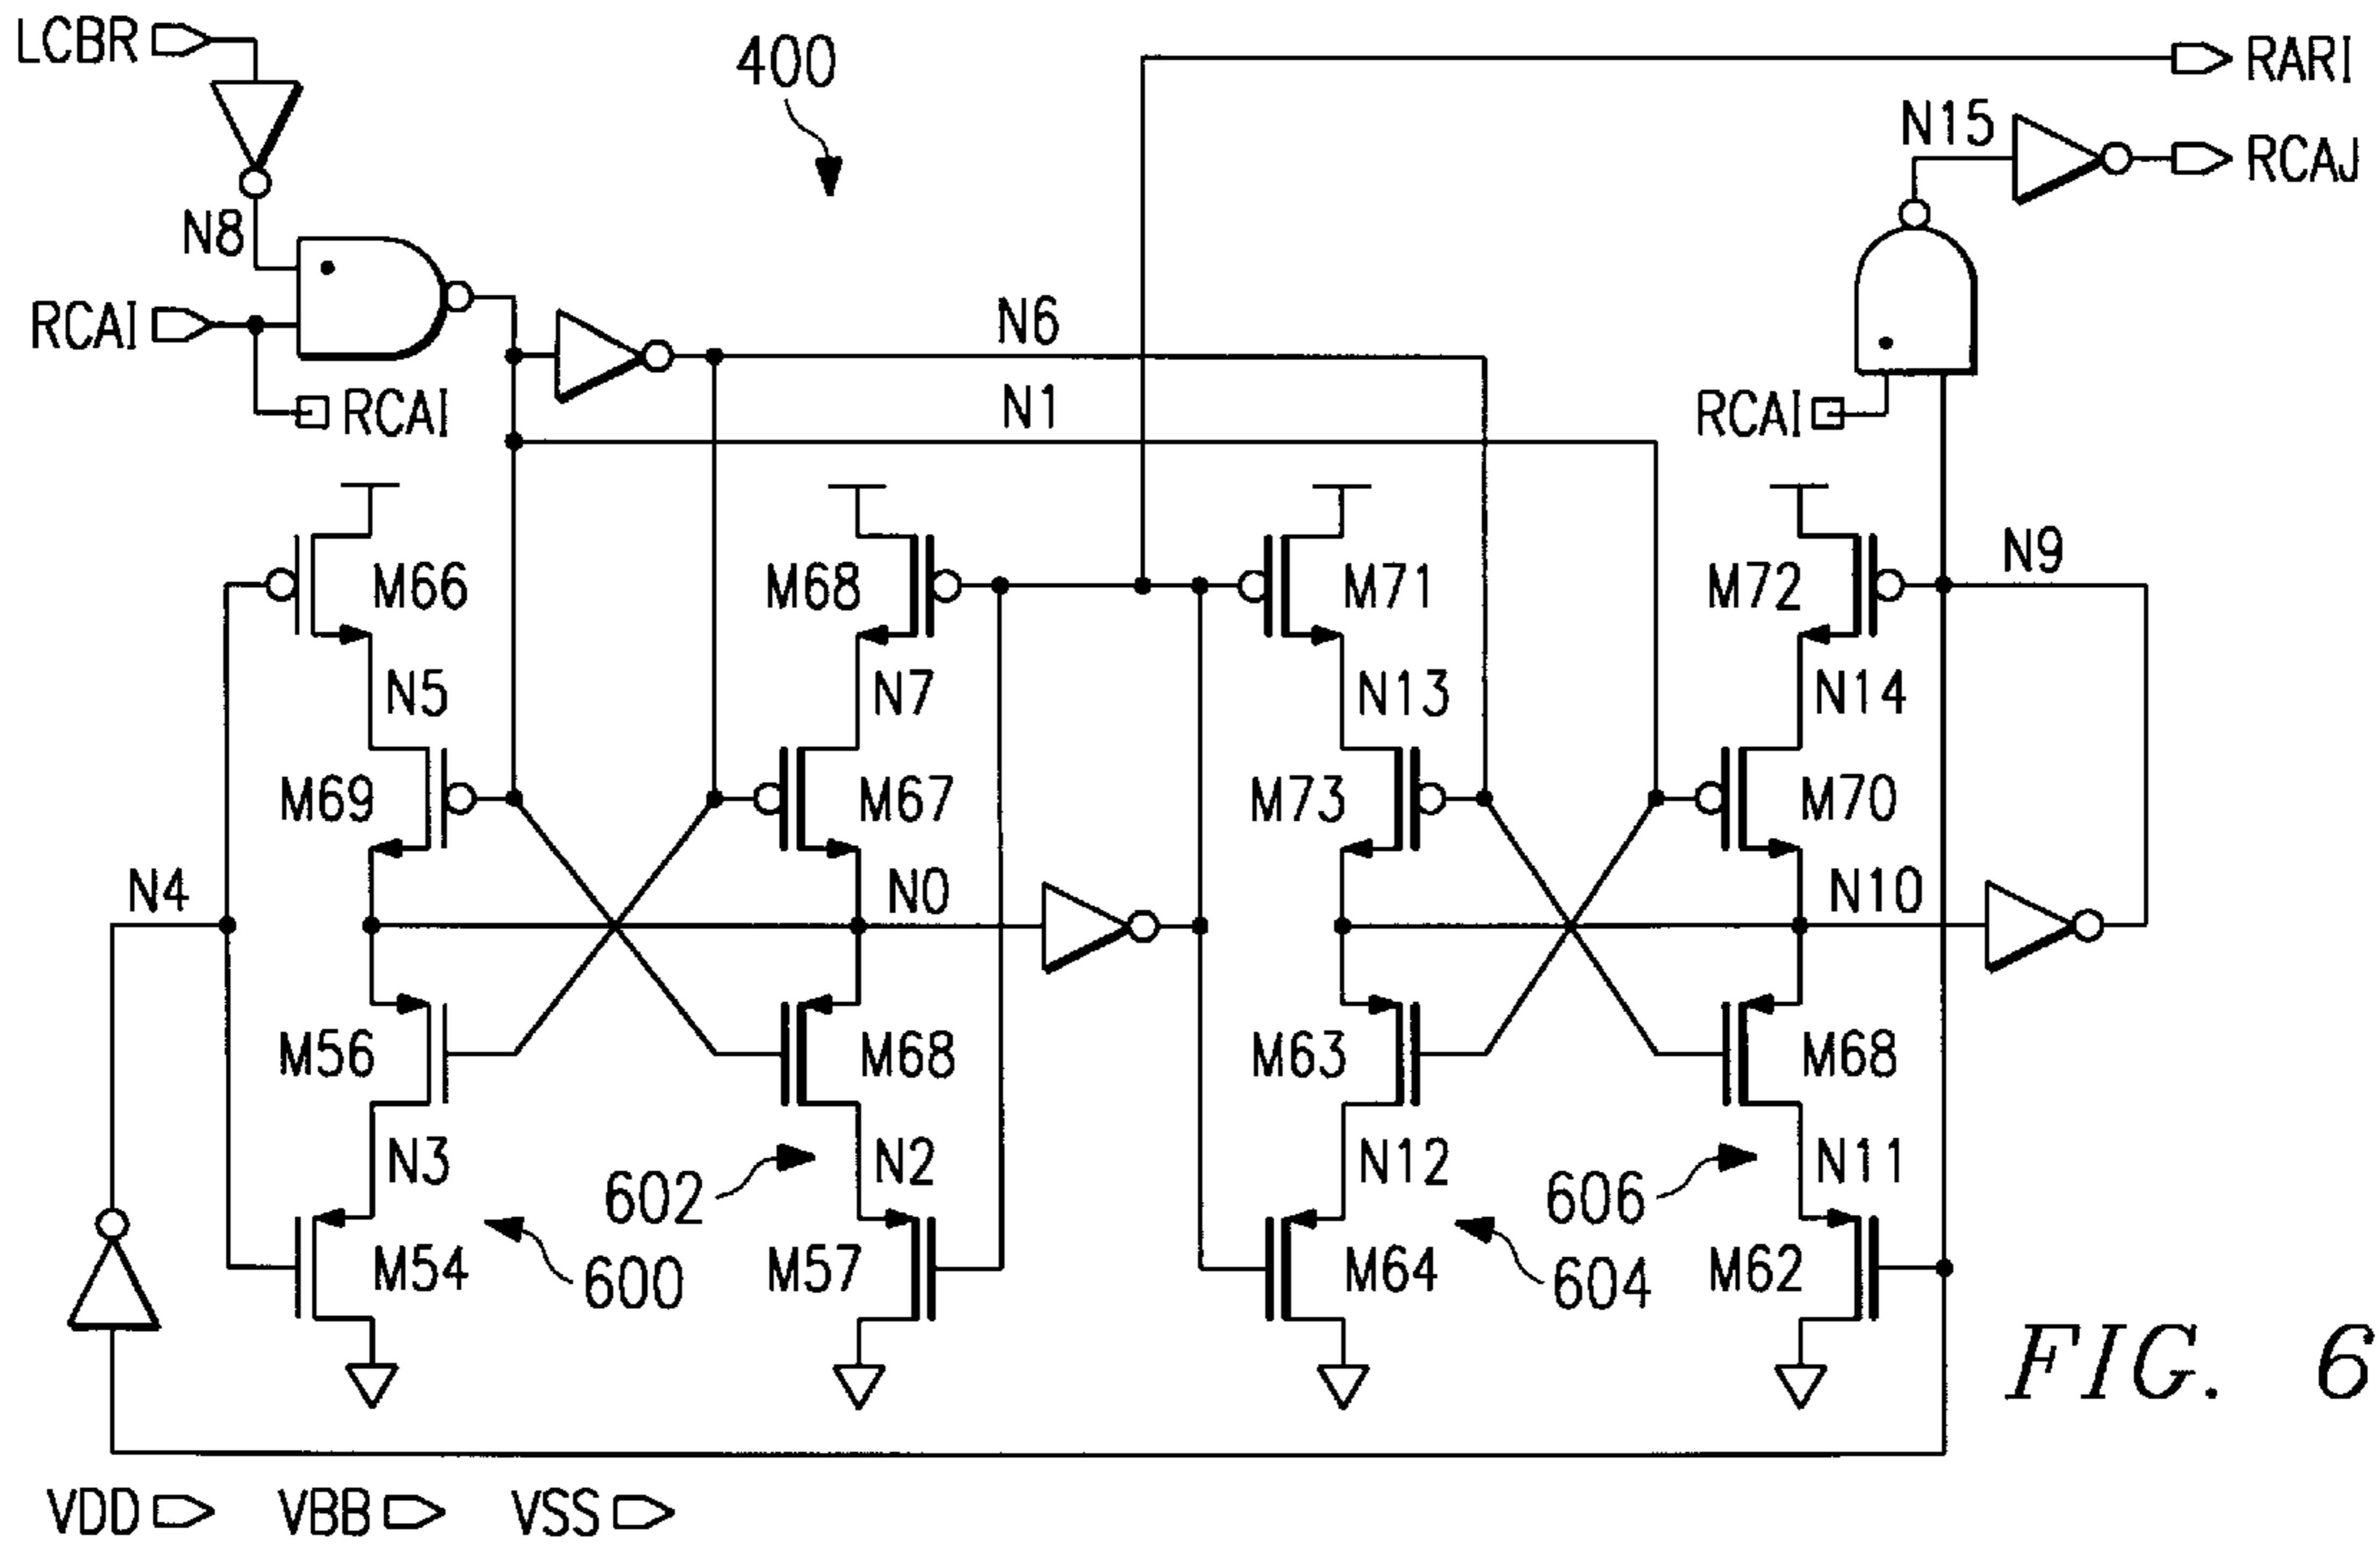 LCBR
400
RARI
N15
RCAJ
N8
RCAI
N6
RCAI
N1
RCAI
M66
M68
M71
M72
N9
N5
N7
N13
N14
M69
M67
M73
M70
N4
N0
N10
M56
M68
M63
M68
N3
602
N2
N12
606
N11
M54
600
M57
M64
604
M62
FIG. 6
VDD
VBB
VSS